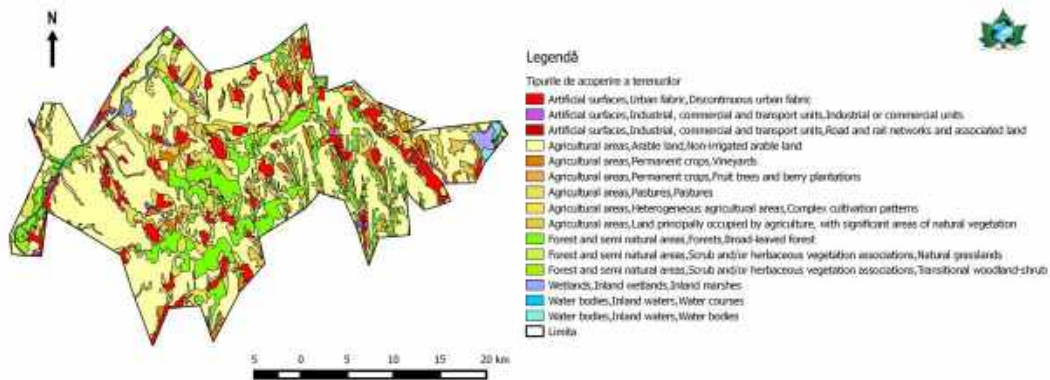 N
Legendă
Tipurile de acoperire a terenurilor
Artificial surfaces,Urban fabric,Discontinuous urban fabric
Artificial surfaces,Industrial, commercial and transport units,Industrial or commercial units
Artificial surfaces,Industrial, commercial and transport units,Road and rail networks and associated land
Agricultural areas,Arable land,Non-irrigated arable land
Agricultural areas,Permanent crops,Vineyards
Agricultural areas,Permanent crops,Fruit trees and berry plantations
Agricultural areas,Pastures,Pastures
Agricultural areas,Heterogeneous agricultural areas,Complex cultivation patterns
Agricultural areas,Land principally occupied by agriculture, with significant areas of natural vegetation
Forest and semi natural areas,Forests,Broad-leaved forest
Forest and semi natural areas,Scrub and/or herbaceous vegetation associations,Natural grasslands
Forest and semi natural areas,Scrub and/or herbaceous vegetation associations,Transitional woodland-shrub
Wetlands,Inland wetlands,Inland marshes
Water bodies,Inland waters,Water courses
Water bodies,Inland waters,Water bodies
Limita
5 0 5 10 15 20 km